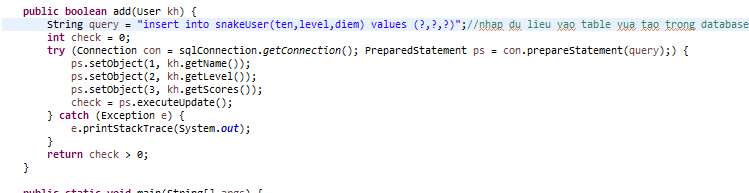 public boolean add(User kh) {
String query = "insert into snakeUser(ten,level,diem) values (?,?,?)";//nhap du lieu vao table vua tao trong database
int check = 0;
try (Connection con = sqlConnection.getConnection(); PreparedStatement ps = con.prepareStatement(query);) {
ps.setObject(1, kh.getName());
ps.setObject(2, kh.getLevel());
ps.setObject(3, kh.getScores());
check = ps.executeUpdate();
} catch (Exception e) {
e.printStackTrace(System.out);
}
return check > 0;
}
public static void main(String[] args) {